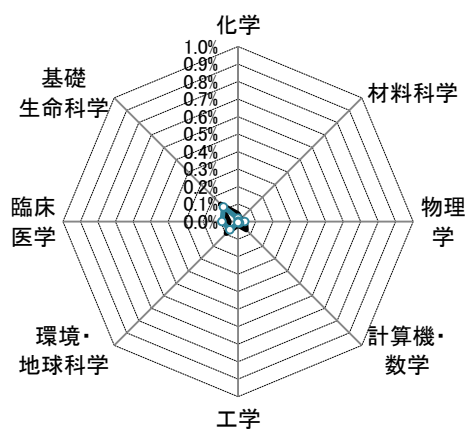 化学
1.0%
0.9%
0.8%
0.7%
0.6%
0.5%
0.4%
0.3%
0.2%
0.1%
0.0%
基礎
生命科学
材料科学
臨床
医学
物理
学
環境・
地球科学
計算機・
数学
工学